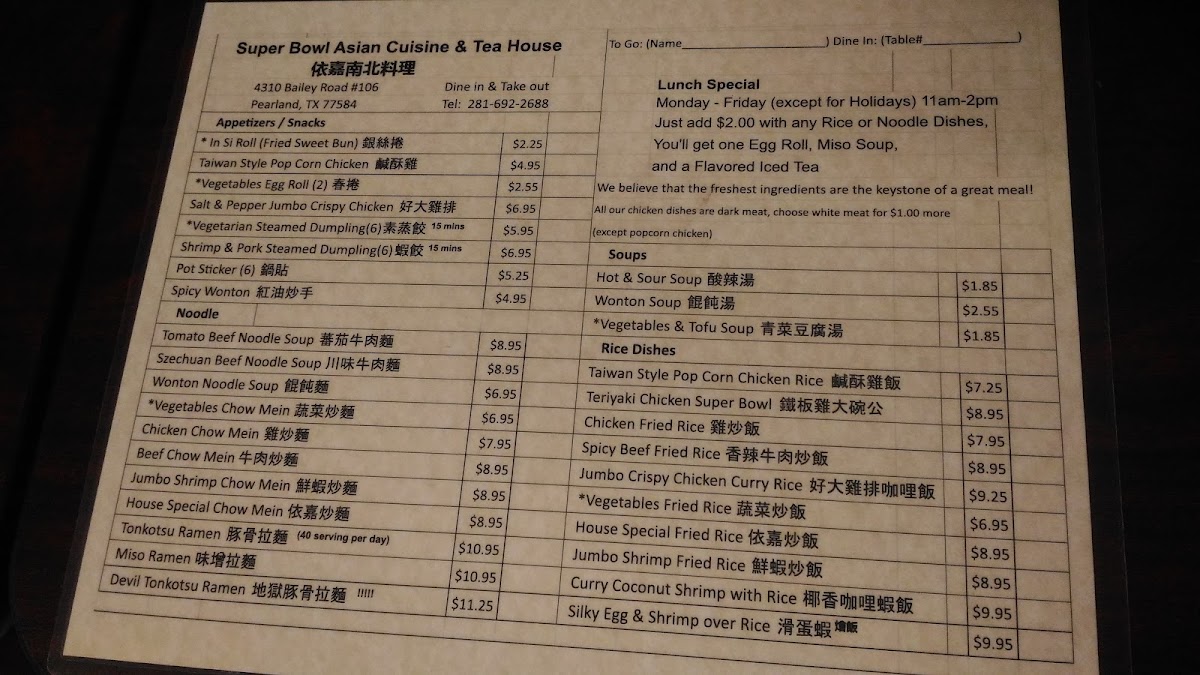 Super Bowl Asian Cuisine & Tea House
依嘉南北料理
4310 Bailey Road #106 Dine in & Take out
Pearland, TX 77584 Tel: 281-692-2688
Appetizers / Snacks
* In Si Roll (Fried Sweet Bun) 銀絲捲 $2.25
Taiwan Style Pop Corn Chicken 鹹酥雞 $4.95
*Vegetables Egg Roll (2) 春捲 $2.55
Salt & Pepper Jumbo Crispy Chicken 好大雞排 $6.95
*Vegetarian Steamed Dumpling(6)素蒸餃 15 mins $5.95
Shrimp & Pork Steamed Dumpling(6)蝦餃 15 mins $6.95
Pot Sticker (6) 鍋貼 $5.25
Spicy Wonton 紅油炒手 $4.95
Noodle
Tomato Beef Noodle Soup 蕃茄牛肉麵 $8.95
Szechuan Beef Noodle Soup 川味牛肉麵 $8.95
Wonton Noodle Soup 餛飩麵 $6.95
*Vegetables Chow Mein 蔬菜炒麵 $6.95
Chicken Chow Mein 雞炒麵 $7.95
Beef Chow Mein 牛肉炒麵 $8.95
Jumbo Shrimp Chow Mein 鮮蝦炒麵 $8.95
House Special Chow Mein 依嘉炒麵 $8.95
Tonkotsu Ramen 豚骨拉麵 (40 serving per day) $10.95
Miso Ramen 味增拉麵 $10.95
Devil Tonkotsu Ramen 地獄豚骨拉麵 !!!!! $11.25
To Go: (Name____________________) Dine In: (Table#______________)
Lunch Special
Monday - Friday (except for Holidays) 11am-2pm
Just add $2.00 with any Rice or Noodle Dishes,
You'll get one Egg Roll, Miso Soup,
and a Flavored Iced Tea
We believe that the freshest ingredients are the keystone of a great meal!
All our chicken dishes are dark meat, choose white meat for $1.00 more
(except popcorn chicken)
Soups
Hot & Sour Soup 酸辣湯 $1.85
Wonton Soup 餛飩湯 $2.55
*Vegetables & Tofu Soup 青菜豆腐湯 $1.85
Rice Dishes
Taiwan Style Pop Corn Chicken Rice 鹹酥雞飯 $7.25
Teriyaki Chicken Super Bowl 鐵板雞大碗公 $8.95
Chicken Fried Rice 雞炒飯 $7.95
Spicy Beef Fried Rice 香辣牛肉炒飯 $8.95
Jumbo Crispy Chicken Curry Rice 好大雞排咖哩飯 $9.25
*Vegetables Fried Rice 蔬菜炒飯 $6.95
House Special Fried Rice 依嘉炒飯 $8.95
Jumbo Shrimp Fried Rice 鮮蝦炒飯 $8.95
Curry Coconut Shrimp with Rice 椰香咖哩蝦飯 $9.95
Silky Egg & Shrimp over Rice 滑蛋蝦燴飯 $9.95